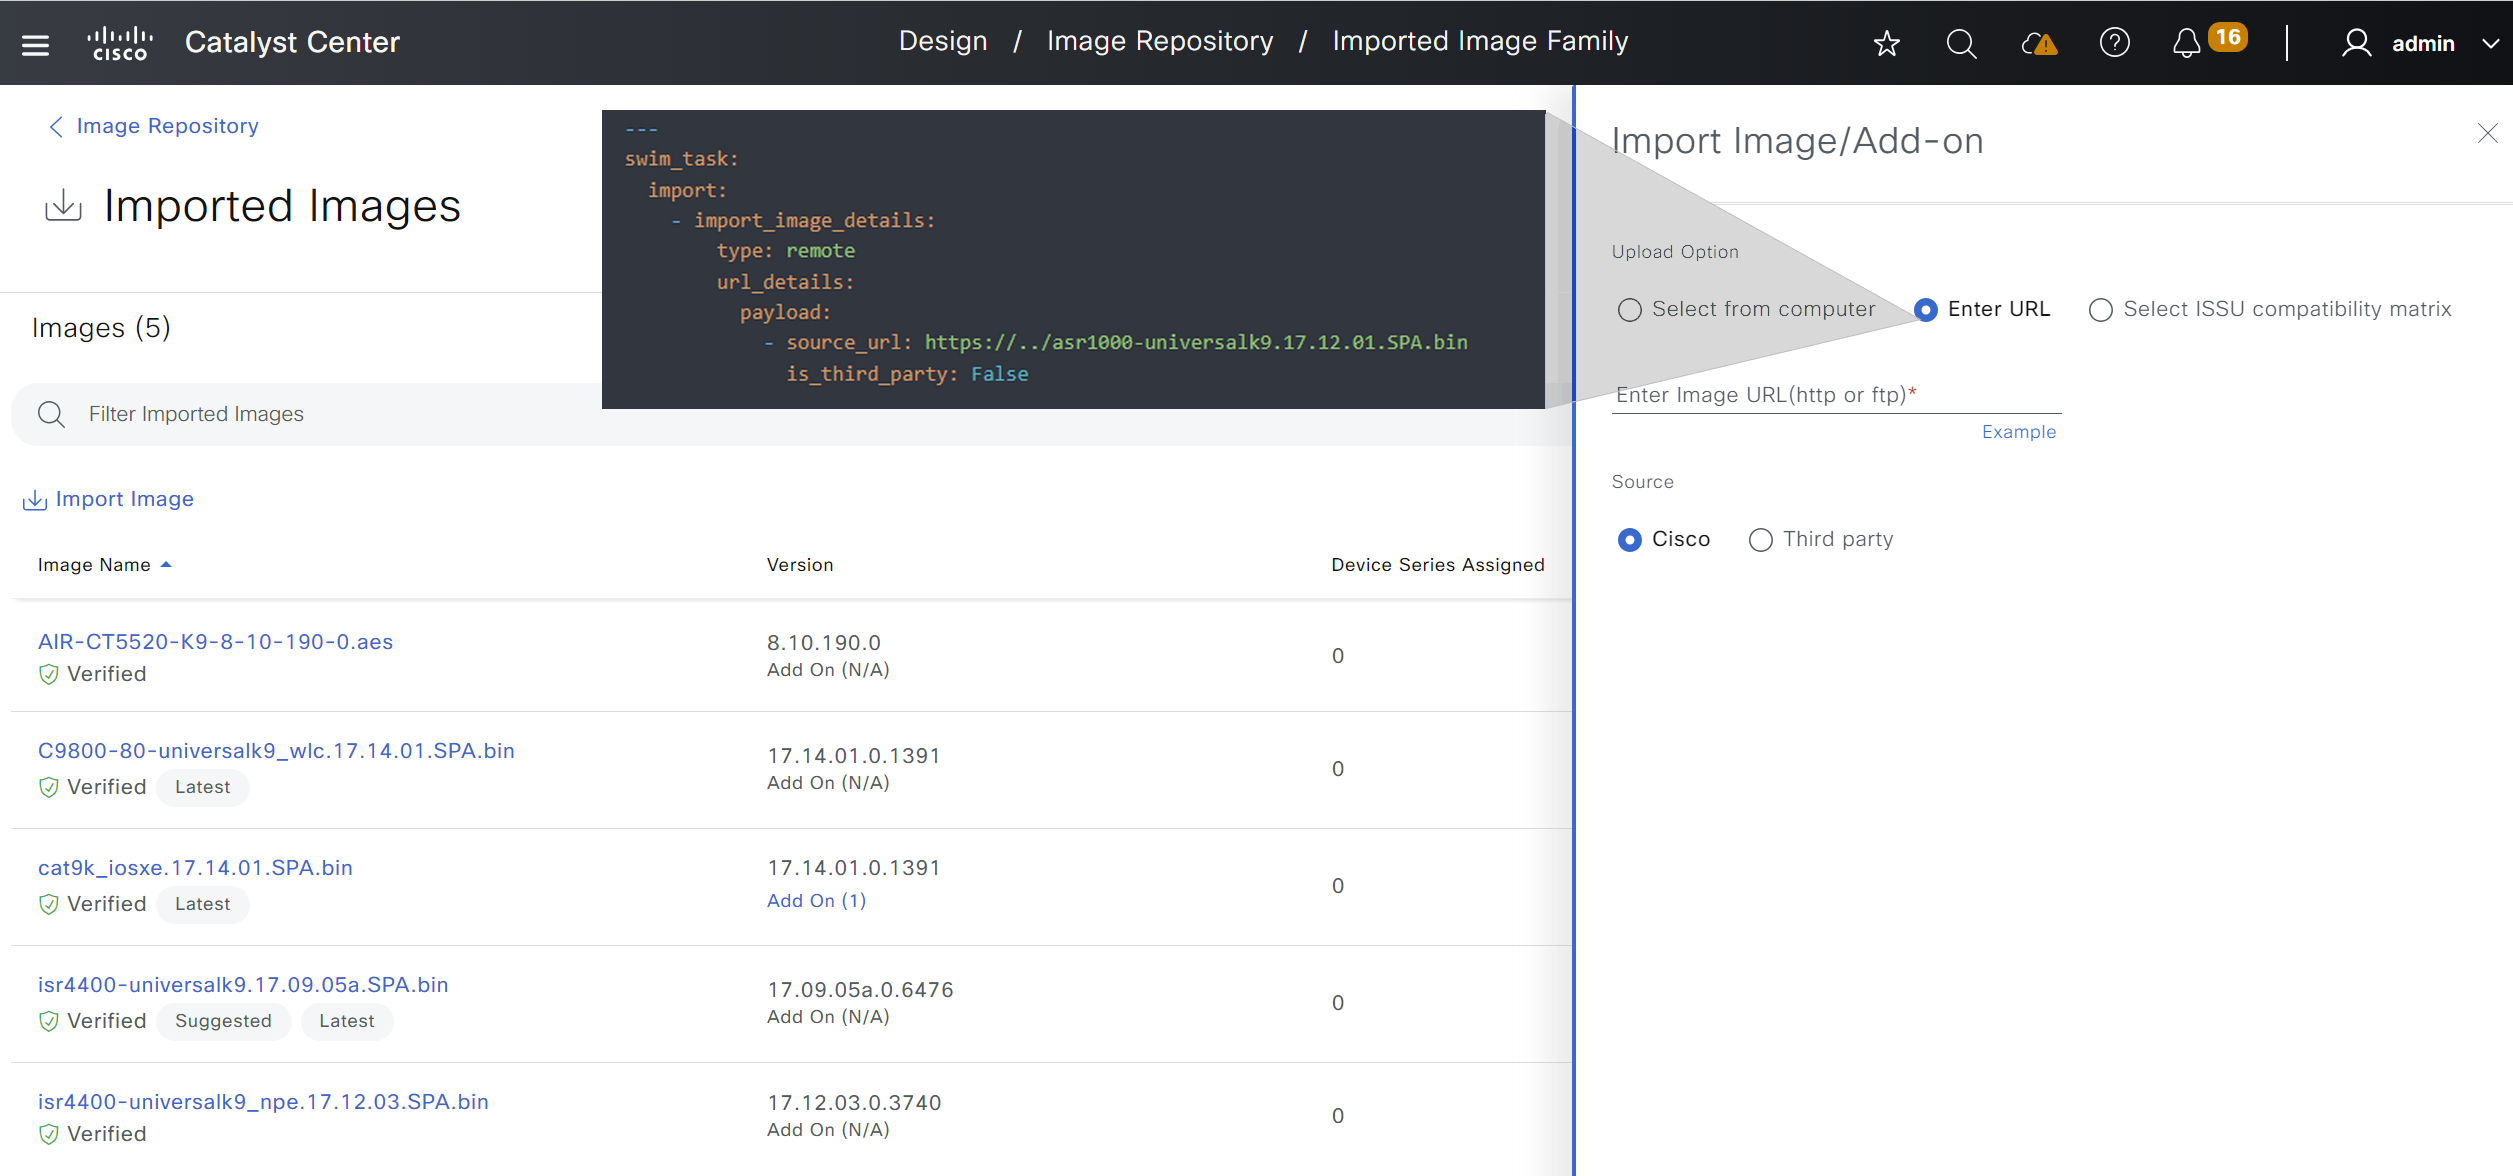 cisco Catalyst Center Design / Image Repository / Imported Image Family 16 admin
Image Repository
Imported Images
Images (5)
Filter Imported Images
Import Image
Image Name Version Device Series Assigned
AIR-CT5520-K9-8-10-190-0.aes 8.10.190.0
Verified Add On (N/A) 0
C9800-80-universalk9_wlc.17.14.01.SPA.bin 17.14.01.0.1391
Verified Latest Add On (N/A) 0
cat9k_iosxe.17.14.01.SPA.bin 17.14.01.0.1391
Verified Latest Add On (1) 0
isr4400-universalk9.17.09.05a.SPA.bin 17.09.05a.0.6476
Verified Suggested Latest Add On (N/A) 0
isr4400-universalk9_npe.17.12.03.SPA.bin 17.12.03.0.3740
Verified Add On (N/A) 0
---
swim_task:
import:
- import_image_details:
type: remote
url_details:
payload:
- source_url: https://../asr1000-universalk9.17.12.01.SPA.bin
is_third_party: False
Import Image/Add-on
Upload Option
Select from computer Enter URL Select ISSU compatibility matrix
Enter Image URL(http or ftp)*
Example
Source
Cisco Third party